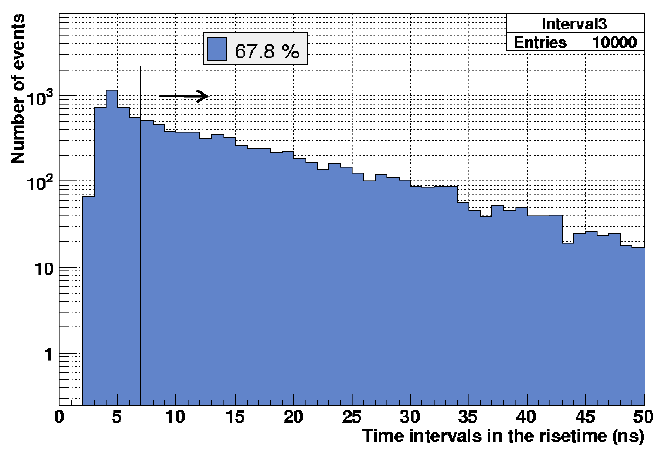 Interval3
Entries 10000
67.8 %
Number of events
10³
10²
10
1
0 5 10 15 20 25 30 35 40 45 50
Time intervals in the risetime (ns)